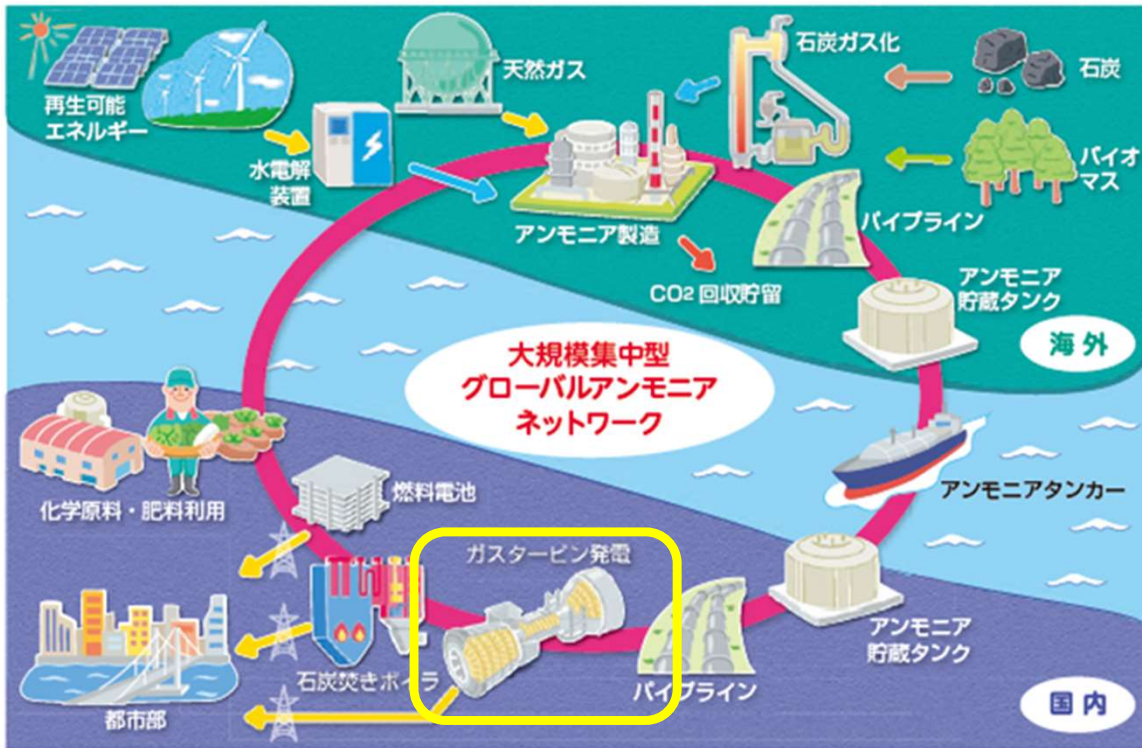 再生可能
エネルギー
水電解
装置
天然ガス
石炭ガス化
石炭
バイオ
マス
アンモニア製造
パイプライン
CO2 回収貯留
アンモニア
貯蔵タンク
海外
大規模集中型
グローバルアンモニア
ネットワーク
アンモニアタンカー
化学原料・肥料利用
燃料電池
ガスタービン発電
アンモニア
貯蔵タンク
石炭焚きボイラ
パイプライン
都市部
国内